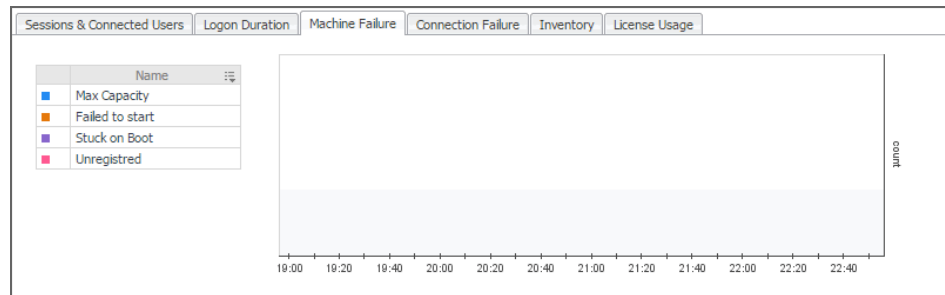 Sessions & Connected Users Logon Duration Machine Failure Connection Failure Inventory License Usage
Name
Max Capacity
Failed to start
Stuck on Boot
Unregistred
count
19:00 19:20 19:40 20:00 20:20 20:40 21:00 21:20 21:40 22:00 22:20 22:40